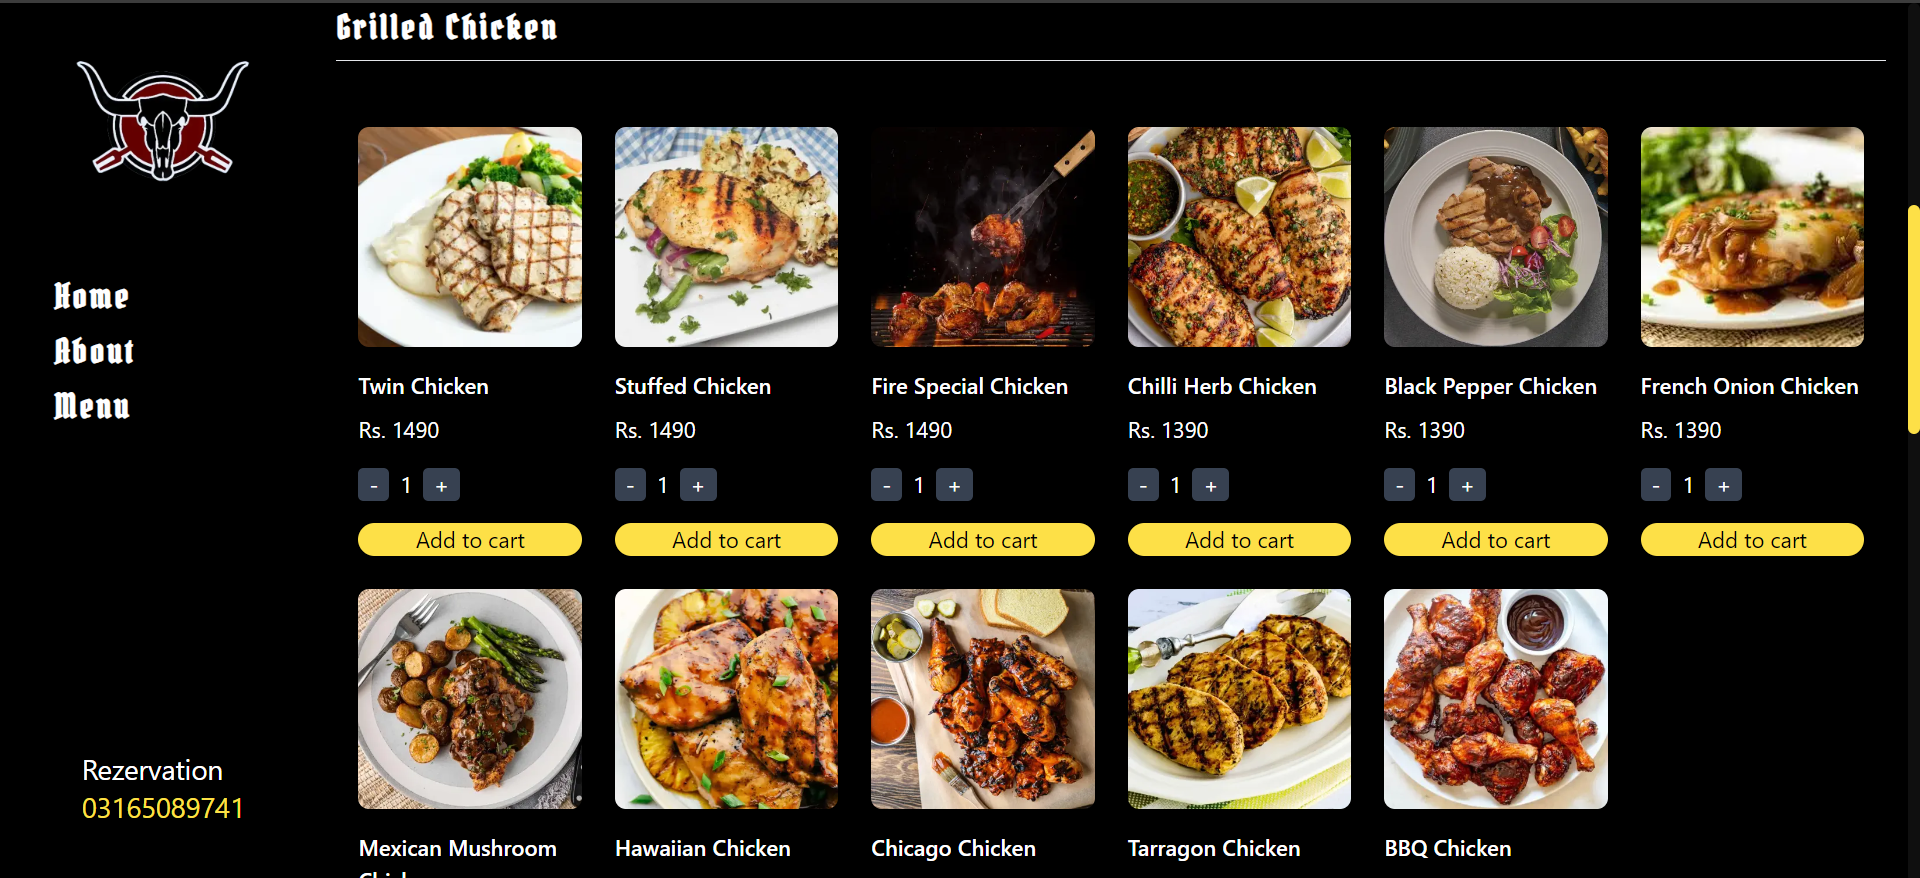 Grilled Chicken
Home
About
Menu
Rezervation
03165089741
Twin Chicken
Rs. 1490
- 1 +
Add to cart
Stuffed Chicken
Rs. 1490
- 1 +
Add to cart
Fire Special Chicken
Rs. 1490
- 1 +
Add to cart
Chilli Herb Chicken
Rs. 1390
- 1 +
Add to cart
Black Pepper Chicken
Rs. 1390
- 1 +
Add to cart
French Onion Chicken
Rs. 1390
- 1 +
Add to cart
Mexican Mushroom
Hawaiian Chicken
Chicago Chicken
Tarragon Chicken
BBQ Chicken